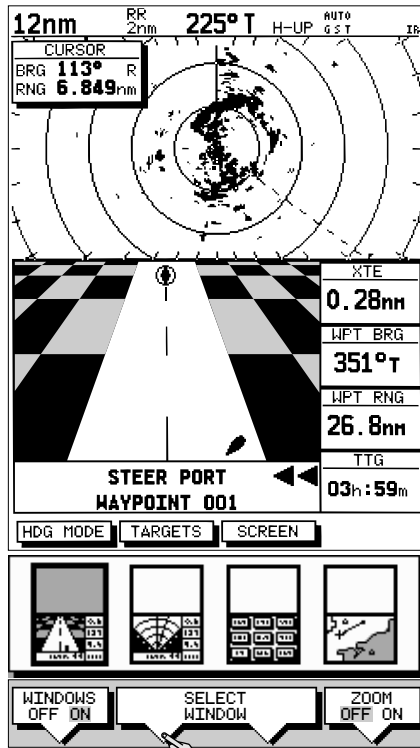 12nm RR 2nm 225°T H-UP AUTO GST IR
CURSOR
BRG 113° R
RNG 6.849nm
XTE
0.28nm
WPT BRG
351°T
WPT RNG
26.8nm
TTG
03h:59m
STEER PORT
WAYPOINT 001
HDG MODE TARGETS SCREEN
WINDOWS
OFF ON
SELECT
WINDOW
ZOOM
OFF ON